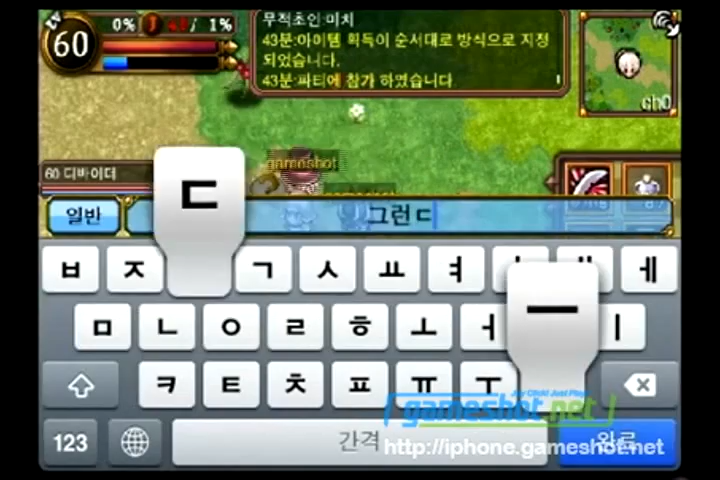 60
0%
1%
무적초인 미치
43분:아이템 획득이 순서대로 방식으로 지정
되었습니다.
43분:파티에 참가 하였습니다.
ch0
gameshot
60 디바이더
일반
그런ㄷ
ㄷ
ㅂ ㅈ ㄱ ㅅ ㅛ ㅕ ㅔ
ㅡ
ㅁ ㄴ ㅇ ㄹ ㅎ ㅗ ㅓ ㅣ
ㅋ ㅌ ㅊ ㅍ ㅠ ㅜ
gameshot.net
123
간격
완료
http://iphone.gameshot.net